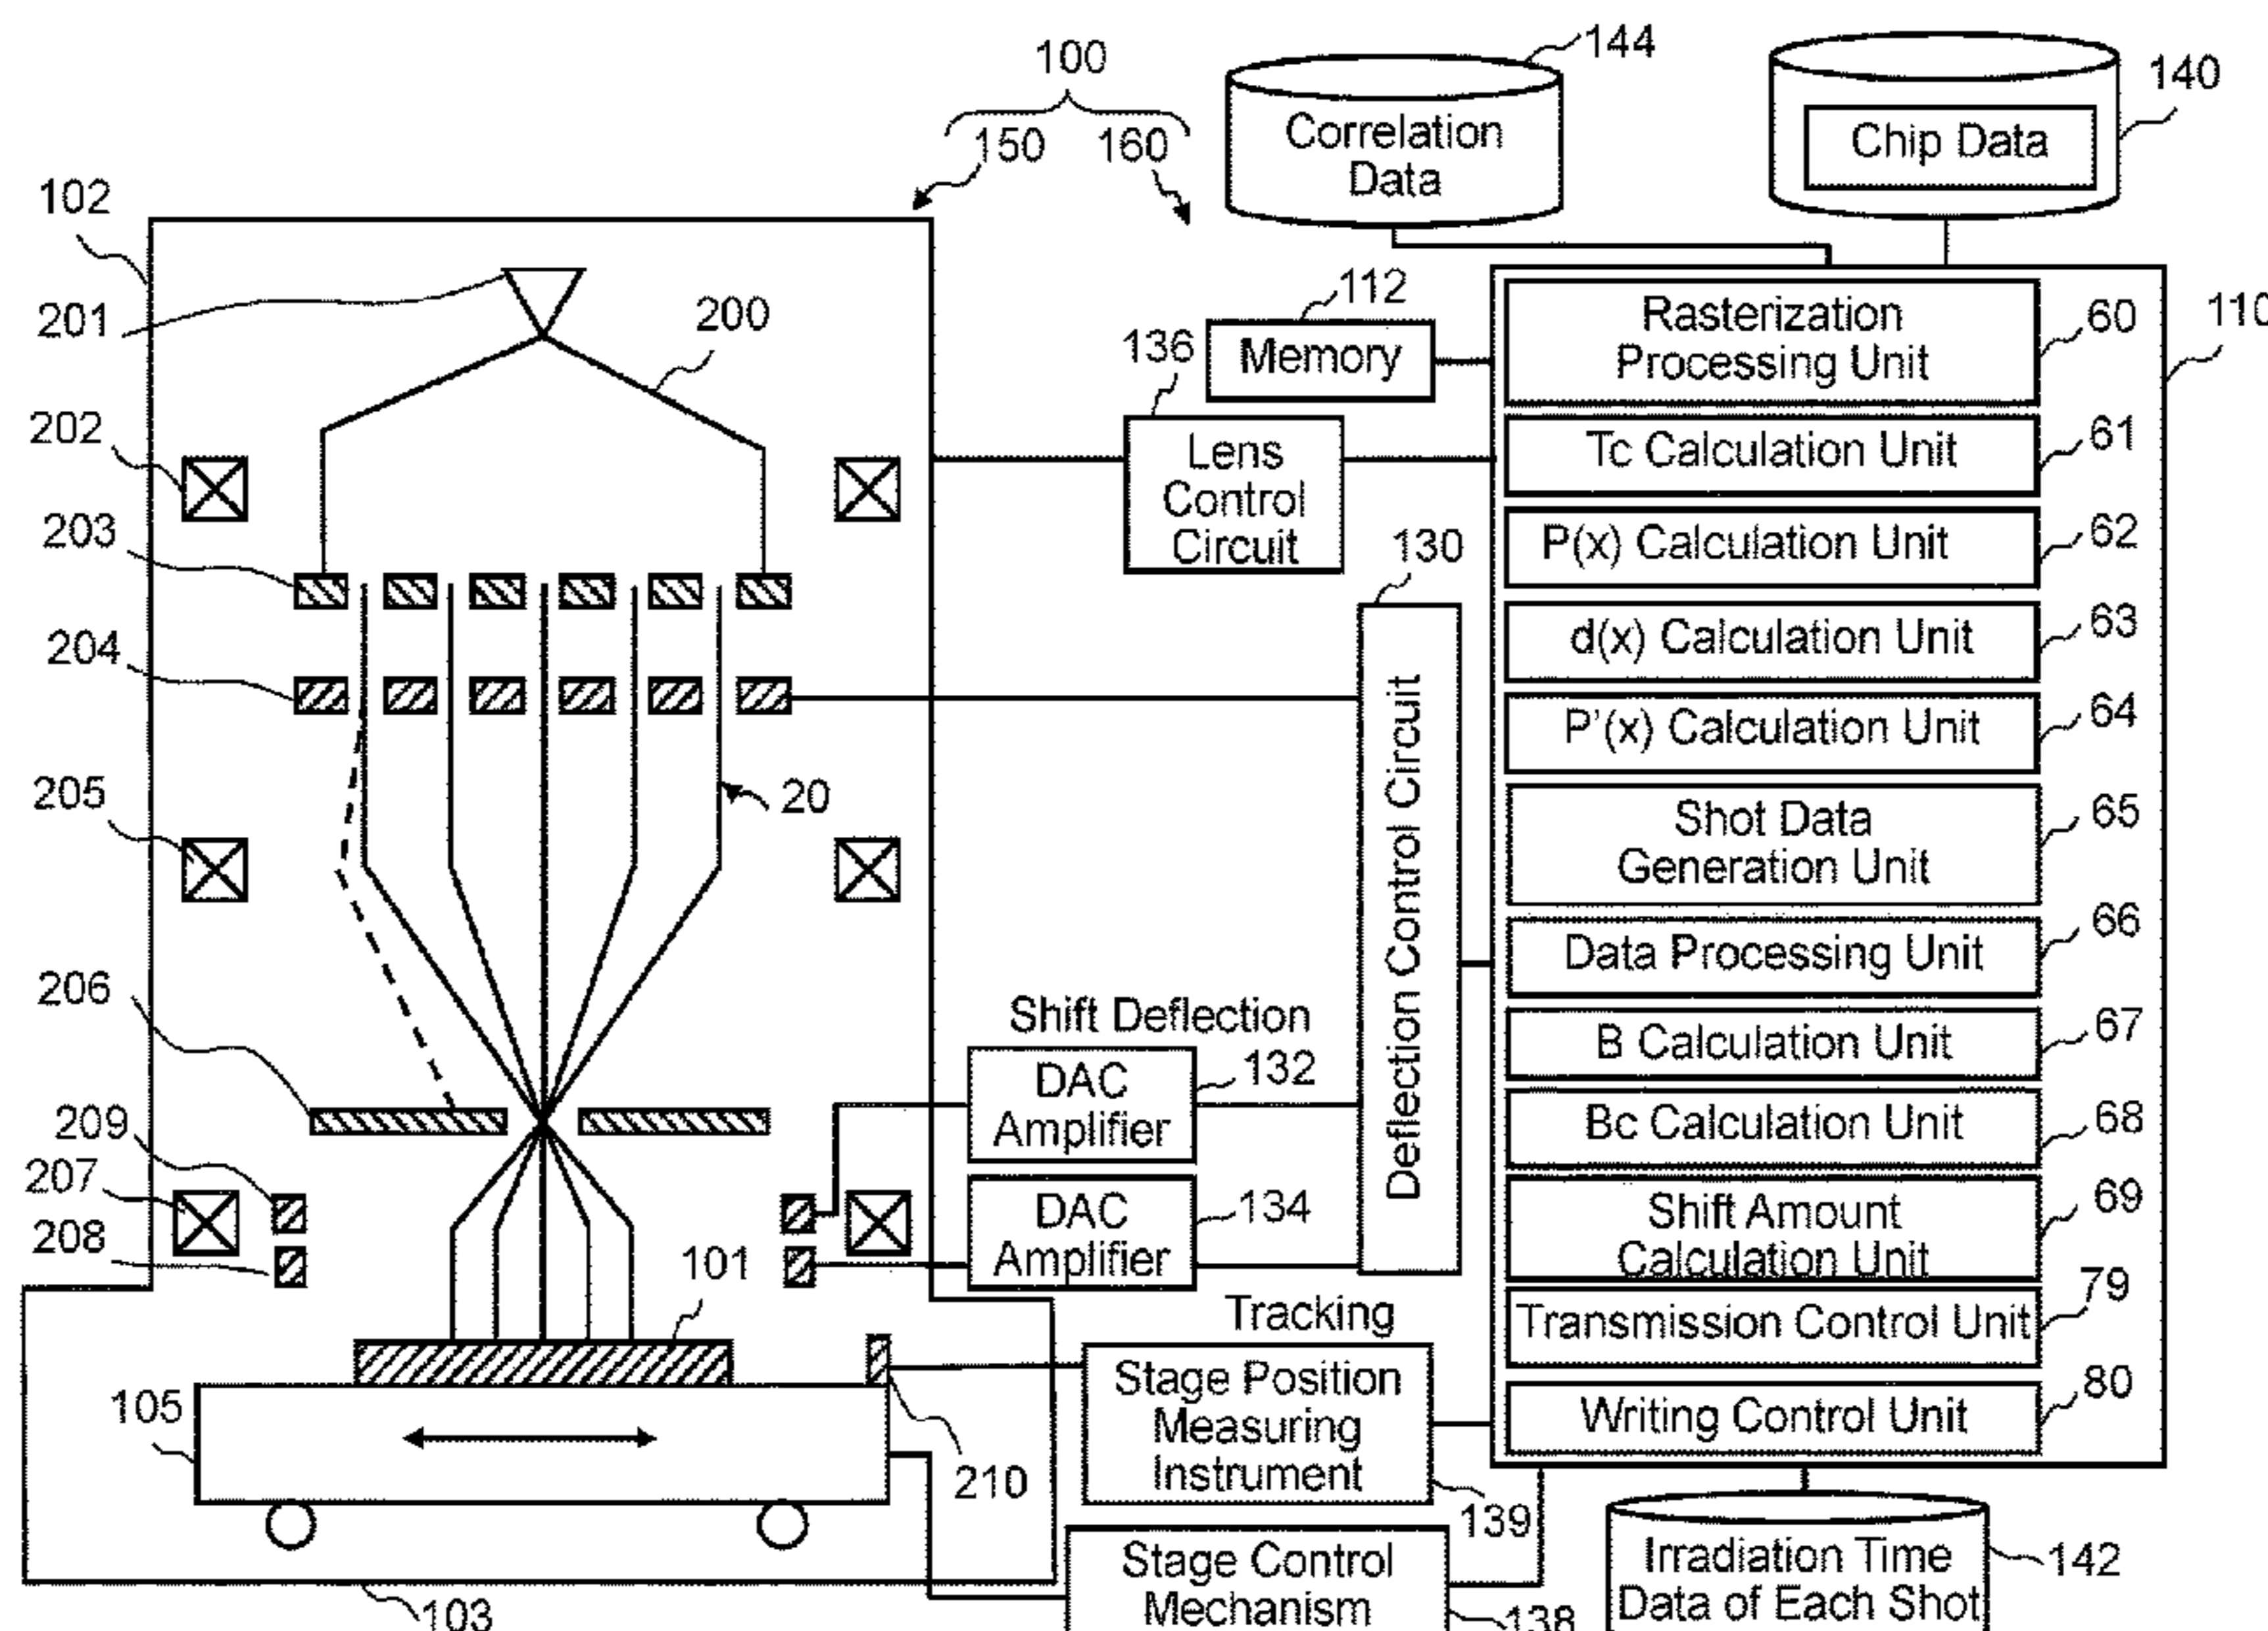 100
150
160
144
Correlation
Data
140
Chip Data
102
201
200
202
203
204
205
20
206
209
207
208
101
105
210
103
112
Memory
136
Lens
Control
Circuit
130
Deflection Control Circuit
Shift Deflection
DAC
Amplifier
132
DAC
Amplifier
134
Tracking
Stage Position
Measuring
Instrument
139
Stage Control
Mechanism
138
110
Rasterization
Processing Unit
60
Tc Calculation Unit
61
P(x) Calculation Unit
62
d(x) Calculation Unit
63
P'(x) Calculation Unit
64
Shot Data
Generation Unit
65
Data Processing Unit
66
B Calculation Unit
67
Bc Calculation Unit
68
Shift Amount
Calculation Unit
69
Transmission Control Unit
79
Writing Control Unit
80
Irradiation Time
Data of Each Shot
142